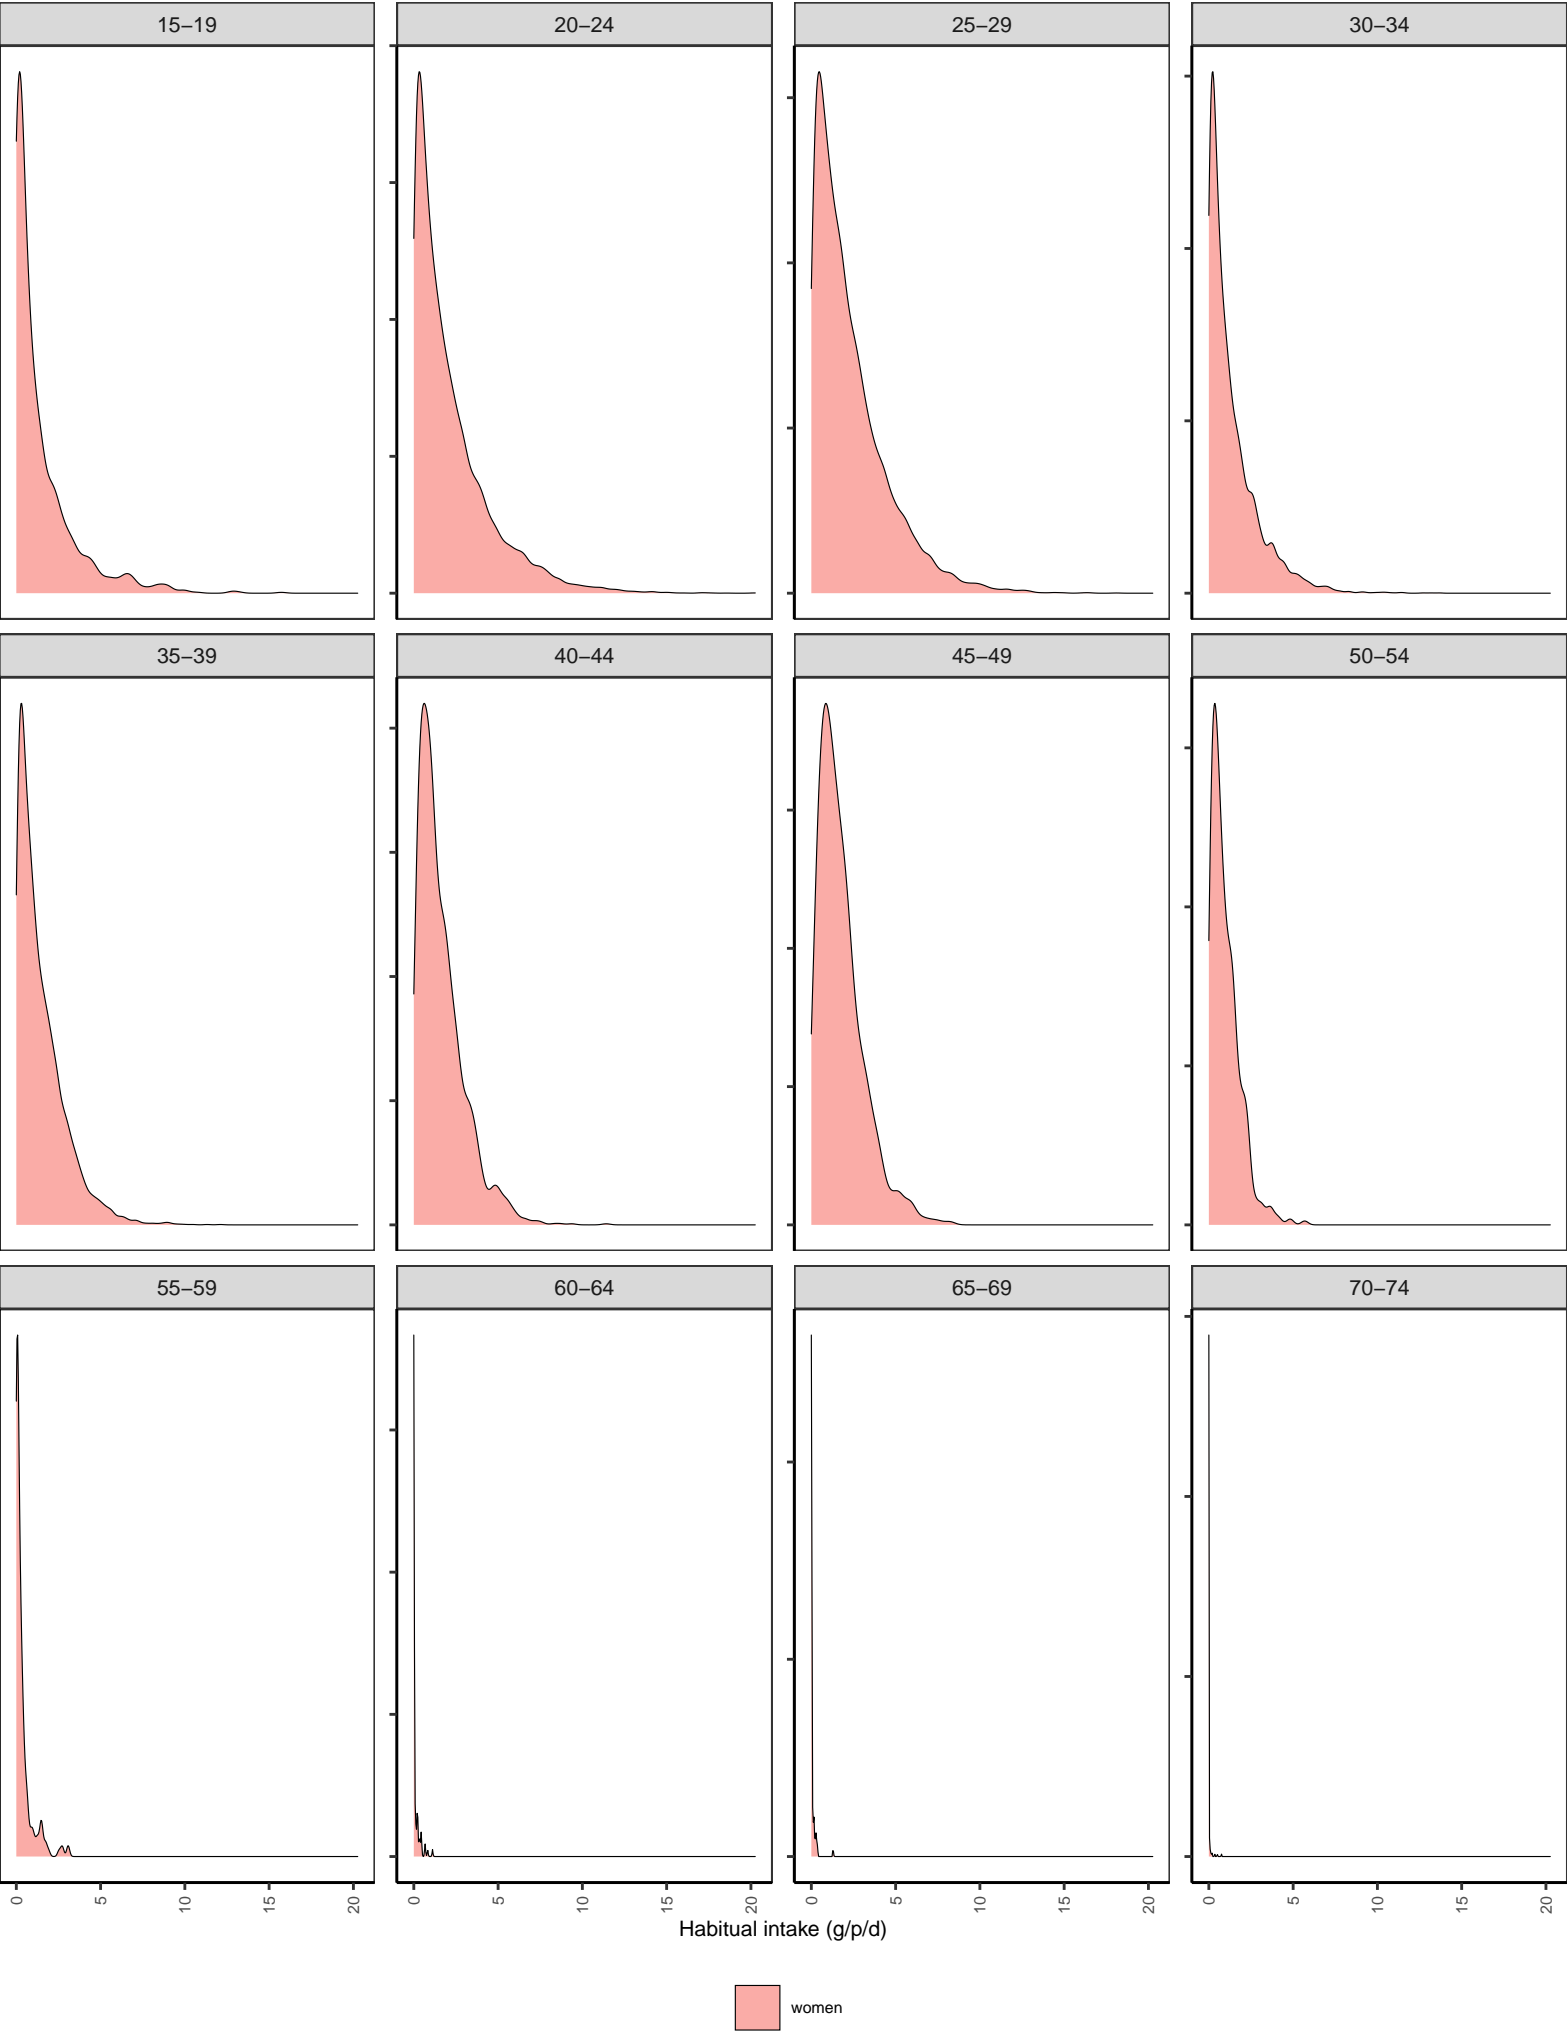 15–19 20–24 25–29 30–34
35–39 40–44 45–49 50–54
55–59 60–64 65–69 70–74
0 5 10 15 20 0 5 10 15 20 0 5 10 15 20 0 5 10 15 20
Habitual intake (g/p/d)
women